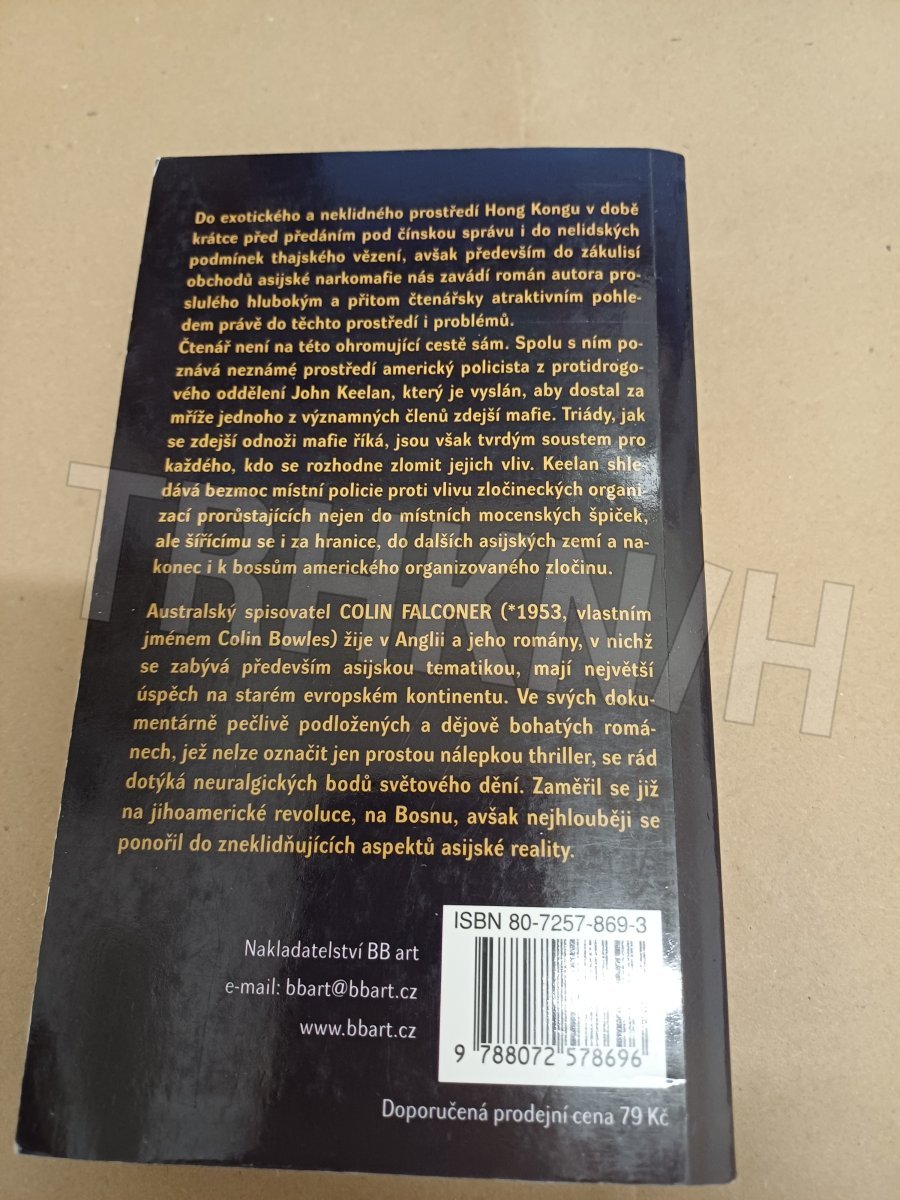 Do exotického a neklidného prostředí Hong Kongu v době
krátce před předáním pod čínskou správu i do nelidských
podmínek thajského vězení, avšak především do zákulisí
obchodů asijské narkomafie nás zavádí román autora pro-
slulého hlubokým a přitom čtenářsky atraktivním pohle-
dem právě do těchto prostředí i problémů.
Čtenář není na této ohromující cestě sám. Spolu s ním po-
znává neznámé prostředí americký policista z protidrogo-
vého oddělení John Keelan, který je vyslán, aby dostal za
mříže jednoho z významných členů zdejší mafie. Triády, jak
se zdejší odnoži mafie říká, jsou však tvrdým soustem pro
každého, kdo se rozhodne zlomit jejich vliv. Keelan shle-
dává bezmoc místní policie proti vlivu zločineckých organi-
zací prorůstajících nejen do místních mocenských špiček,
ale šířícímu se i za hranice, do dalších asijských zemí a na-
konec i k bossům amerického organizovaného zločinu.
Australský spisovatel COLIN FALCONER (*1953, vlastním
jménem Colin Bowles) žije v Anglii a jeho romány, v nichž
se zabývá především asijskou tematikou, mají největší
úspěch na starém evropském kontinentu. Ve svých doku-
mentárně pečlivě podložených a dějově bohatých romá-
nech, jež nelze označit jen prostou nálepkou thriller, se rád
dotýká neuralgických bodů světového dění. Zaměřil se již
na jihoamerické revoluce, na Bosnu, avšak nejhlouběji se
ponořil do zneklidňujících aspektů asijské reality.
Nakladatelství BB art
e-mail: bbart@bbart.cz
www.bbart.cz
ISBN 80-7257-869-3
9 788072 578696
Doporučená prodejní cena 79 Kč
TRHKNIH